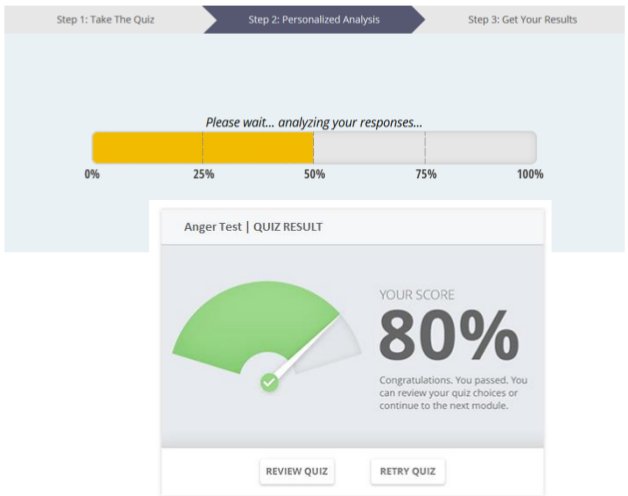 Step 1: Take The Quiz
Step 2: Personalized Analysis
Step 3: Get Your Results
Please wait... analyzing your responses...
0%
25%
50%
75%
100%
Anger Test | QUIZ RESULT
YOUR SCORE
80%
Congratulations. You passed. You
can review your quiz choices or
continue to the next module.
REVIEW QUIZ
RETRY QUIZ